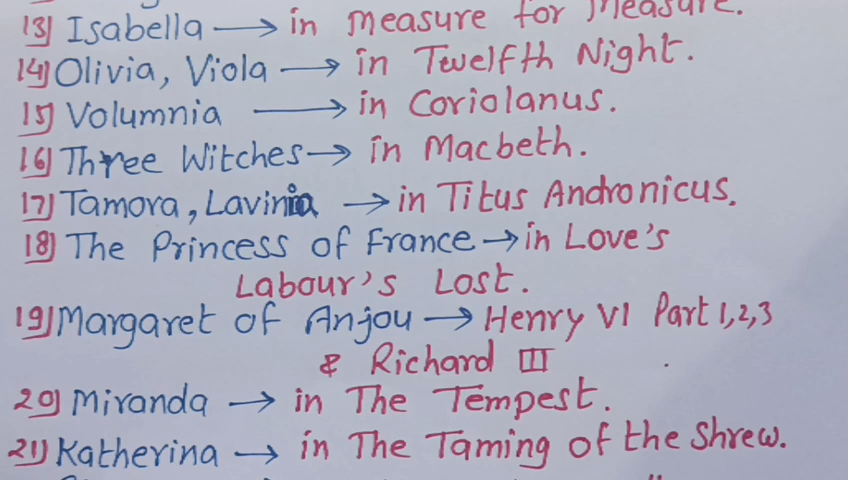 13) Isabella → in measure for Measure.
14) Olivia, Viola → in Twelfth Night.
15) Volumnia → in Coriolanus.
16) Three Witches → in Macbeth.
17) Tamora, Lavinia → in Titus Andronicus.
18) The Princess of France → in Love's
Labour's Lost.
19) Margaret of Anjou → Henry VI Part 1,2,3
& Richard III
20) Miranda → in The Tempest.
21) Katherina → in The Taming of the Shrew.